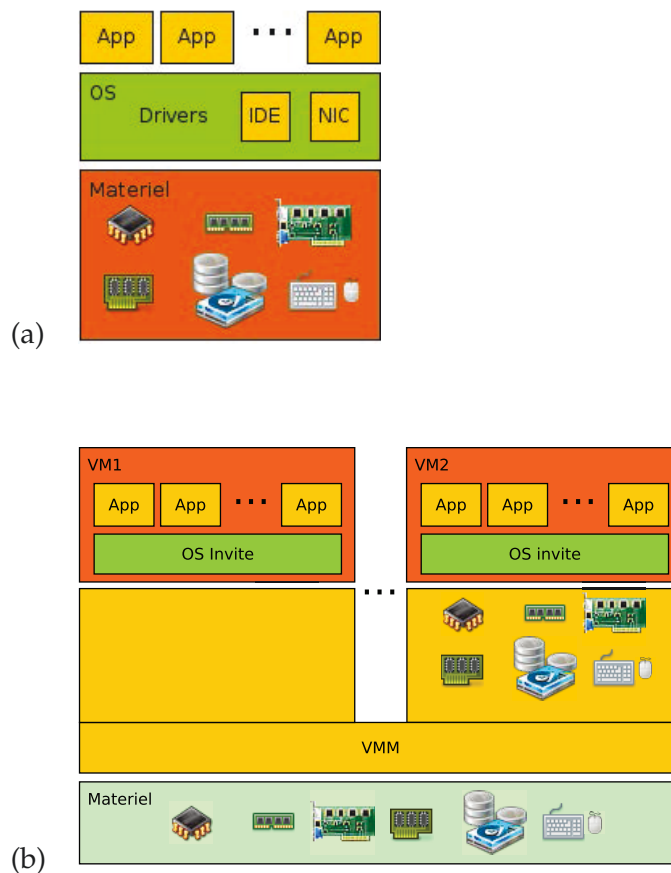 App App ... App
OS
Drivers IDE NIC
Materiel
(a)
VM1
App App ... App
OS Invite
VM2
App App ... App
OS invite
...
VMM
Materiel
(b)